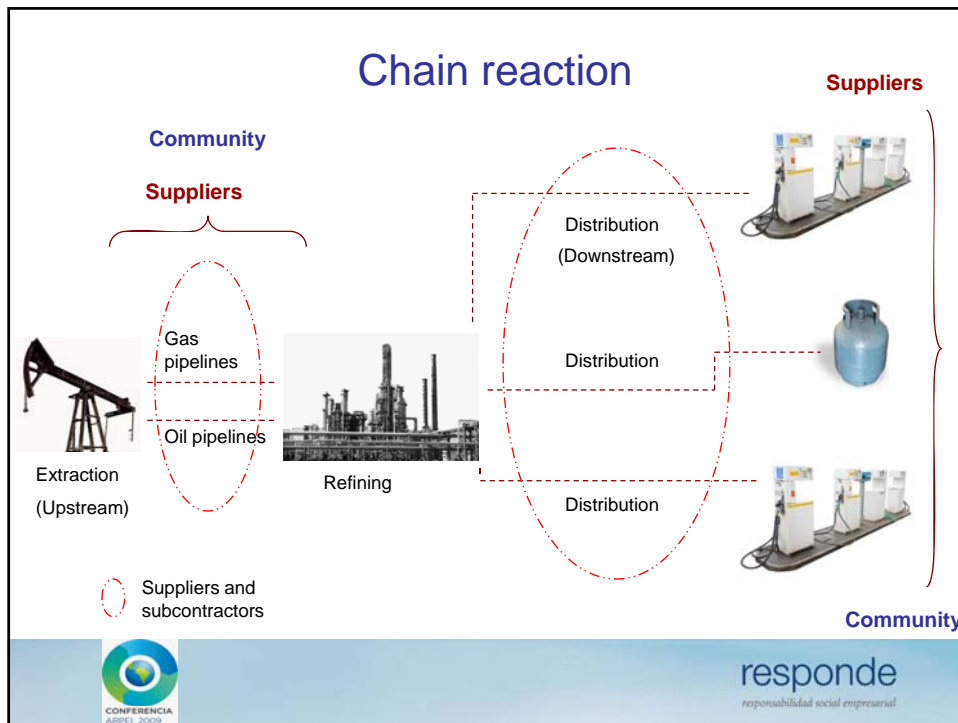 Chain reaction
Suppliers
Community
Suppliers
Distribution
(Downstream)
Gas
pipelines
Distribution
Oil pipelines
Extraction
(Upstream)
Refining
Distribution
Suppliers and
subcontractors
Community
CONFERENCIA
ARPEL 2009
responde
responsabilidad social empresarial